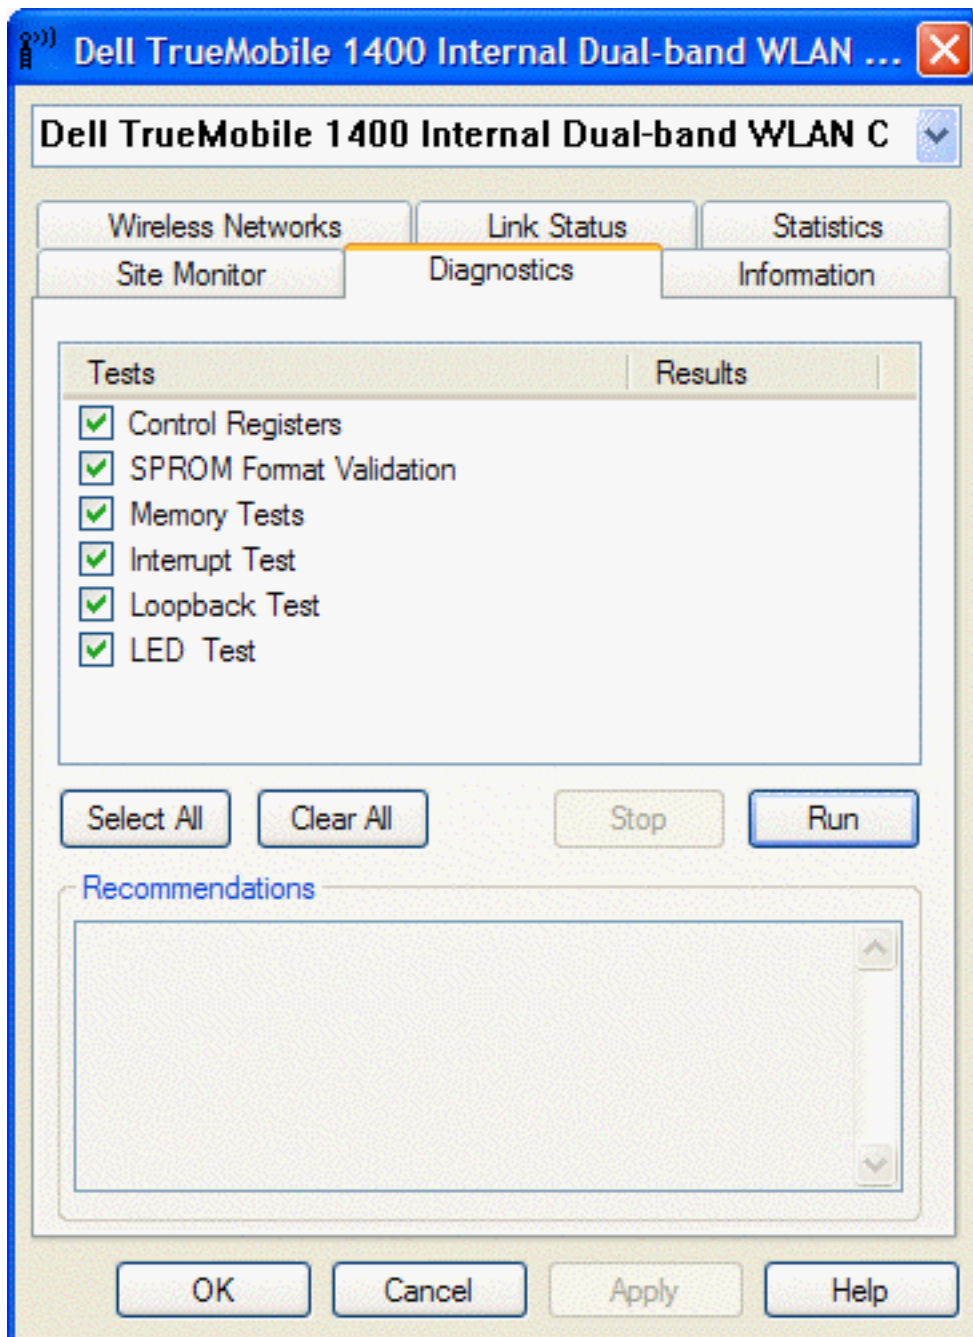 Dell TrueMobile 1400 Internal Dual-band WLAN ...
Dell TrueMobile 1400 Internal Dual-band WLAN C
Wireless Networks Link Status Statistics
Site Monitor Diagnostics Information
Tests Results
Control Registers
SPROM Format Validation
Memory Tests
Interrupt Test
Loopback Test
LED Test
Select All Clear All Stop Run
Recommendations
OK Cancel Apply Help